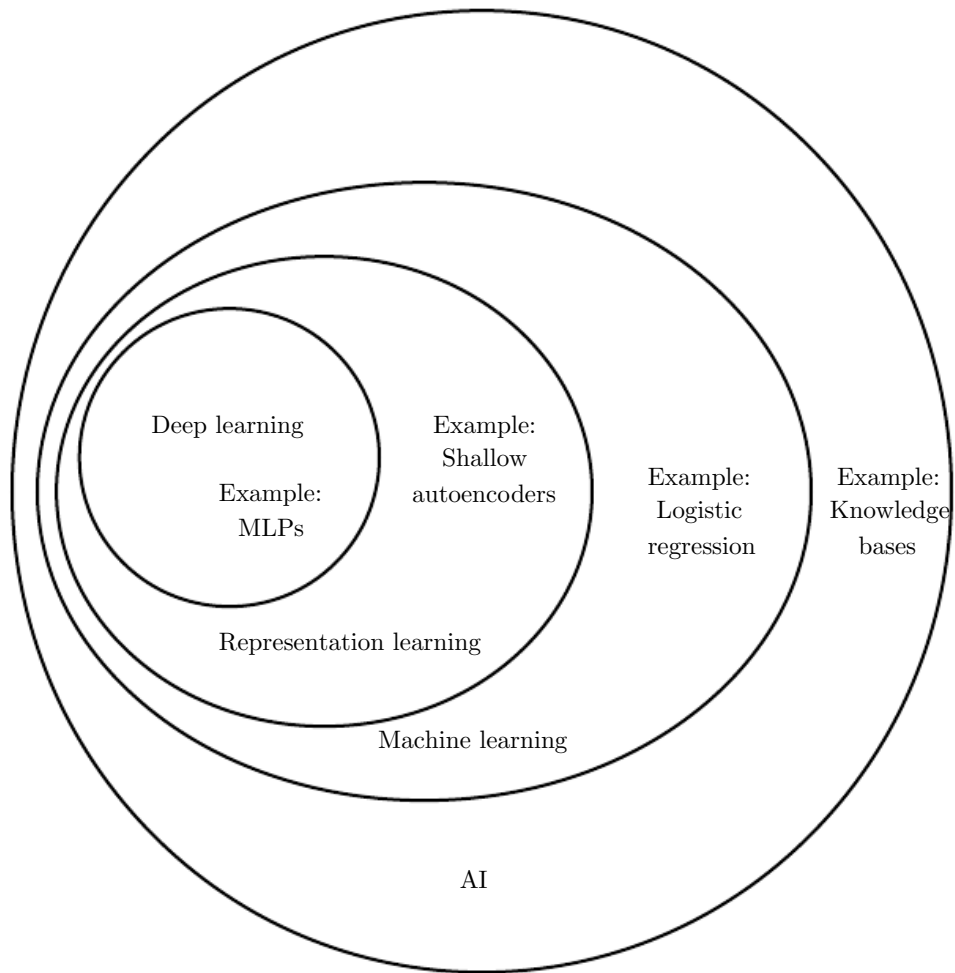 Deep learning
Example:
MLPs
Example:
Shallow
autoencoders
Example:
Logistic
regression
Example:
Knowledge
bases
Representation learning
Machine learning
AI